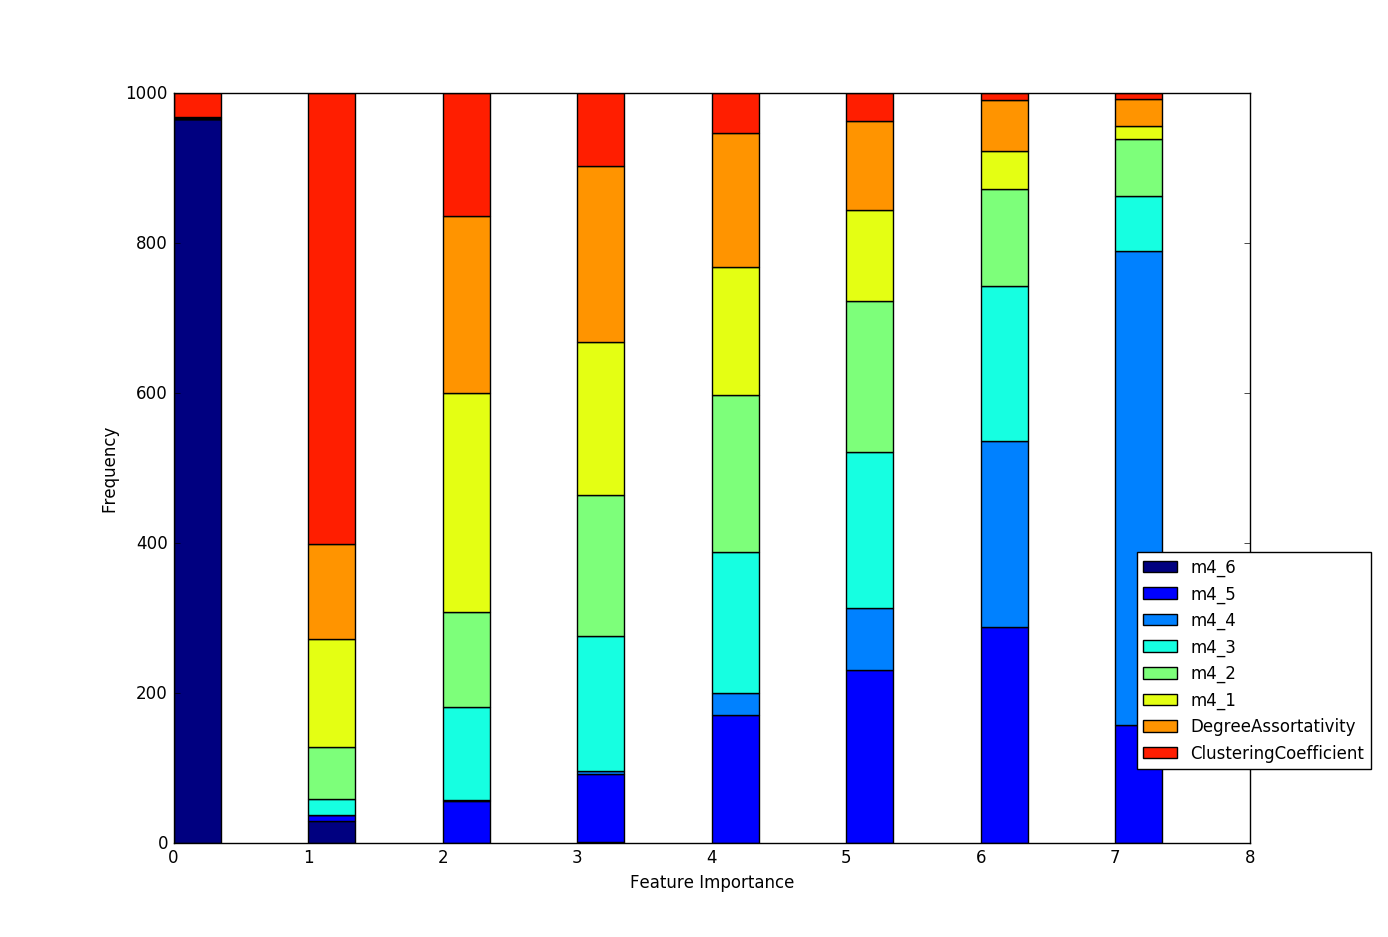 1000
800
600
400
200
0
Frequency
0 1 2 3 4 5 6 7 8
Feature Importance
m4_6
m4_5
m4_4
m4_3
m4_2
m4_1
DegreeAssortativity
ClusteringCoefficient